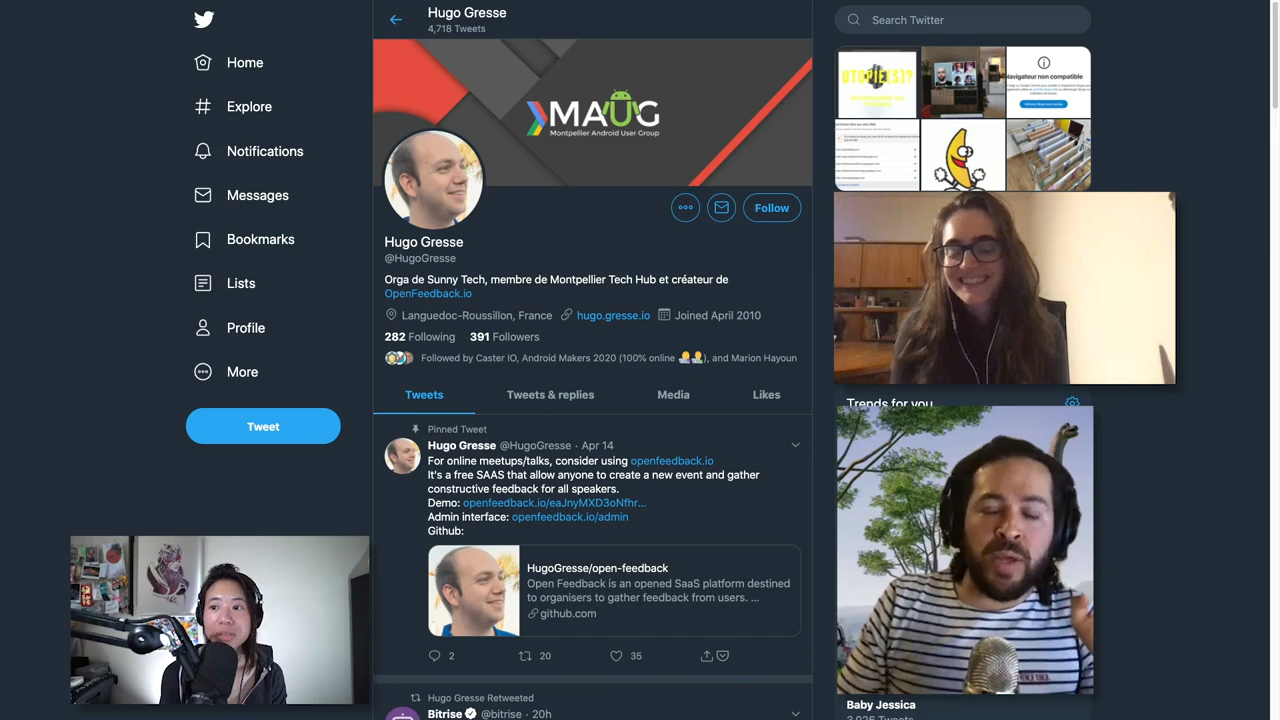 Home
Explore
Notifications
Messages
Bookmarks
Lists
Profile
More
Tweet
Hugo Gresse
4,718 Tweets
MAUG
Montpellier Android User Group
Follow
Hugo Gresse
@HugoGresse
Orga de Sunny Tech, membre de Montpellier Tech Hub et créateur de
OpenFeedback.io
Languedoc-Roussillon, France hugo.gresse.io Joined April 2010
282 Following 391 Followers
Followed by Caster IO, Android Makers 2020 (100% online), and Marion Hayoun
Tweets Tweets & replies Media Likes
Pinned Tweet
Hugo Gresse @HugoGresse · Apr 14
For online meetups/talks, consider using openfeedback.io
It's a free SAAS that allow anyone to create a new event and gather
constructive feedback for all speakers.
Demo: openfeedback.io/eaJnyMXD3oNfhr...
Admin interface: openfeedback.io/admin
Github:
HugoGresse/open-feedback
Open Feedback is an opened SaaS platform destined
to organisers to gather feedback from users. ...
github.com
2 20 35
Hugo Gresse Retweeted
Bitrise @bitrise · 20h
Search Twitter
UTOPIE(S)?
Navigateur non compatible
Trends for you
Baby Jessica
3,026 Tweets